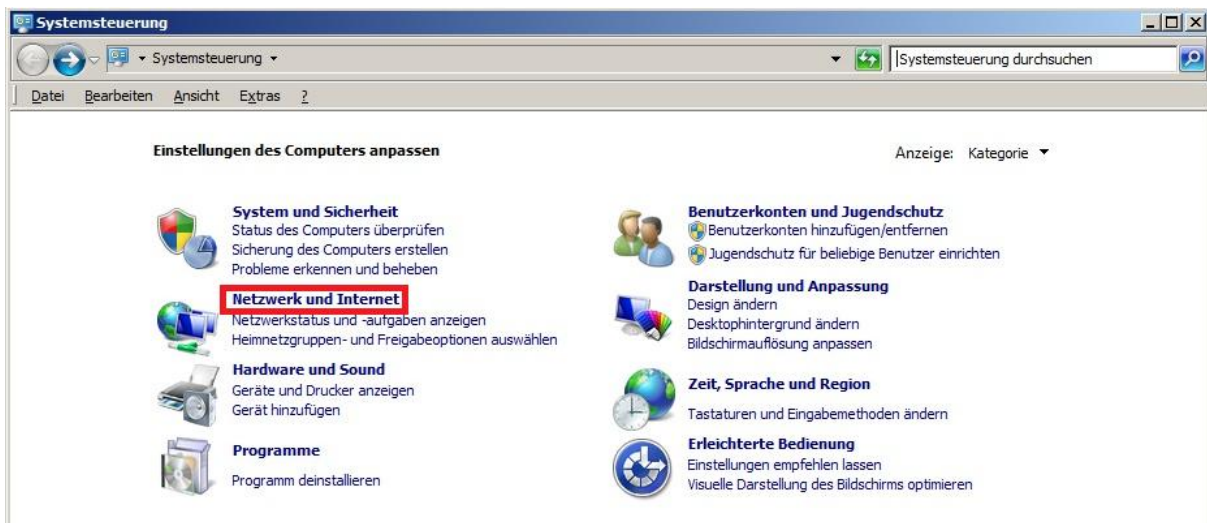 Systemsteuerung
Systemsteuerung
Systemsteuerung durchsuchen
Datei Bearbeiten Ansicht Extras ?
Einstellungen des Computers anpassen
Anzeige: Kategorie
System und Sicherheit
Status des Computers überprüfen
Sicherung des Computers erstellen
Probleme erkennen und beheben
Netzwerk und Internet
Netzwerkstatus und -aufgaben anzeigen
Heimnetzgruppen- und Freigabeoptionen auswählen
Hardware und Sound
Geräte und Drucker anzeigen
Gerät hinzufügen
Programme
Programm deinstallieren
Benutzerkonten und Jugendschutz
Benutzerkonten hinzufügen/entfernen
Jugendschutz für beliebige Benutzer einrichten
Darstellung und Anpassung
Design ändern
Desktophintergrund ändern
Bildschirmauflösung anpassen
Zeit, Sprache und Region
Tastaturen und Eingabemethoden ändern
Erleichterte Bedienung
Einstellungen empfehlen lassen
Visuelle Darstellung des Bildschirms optimieren